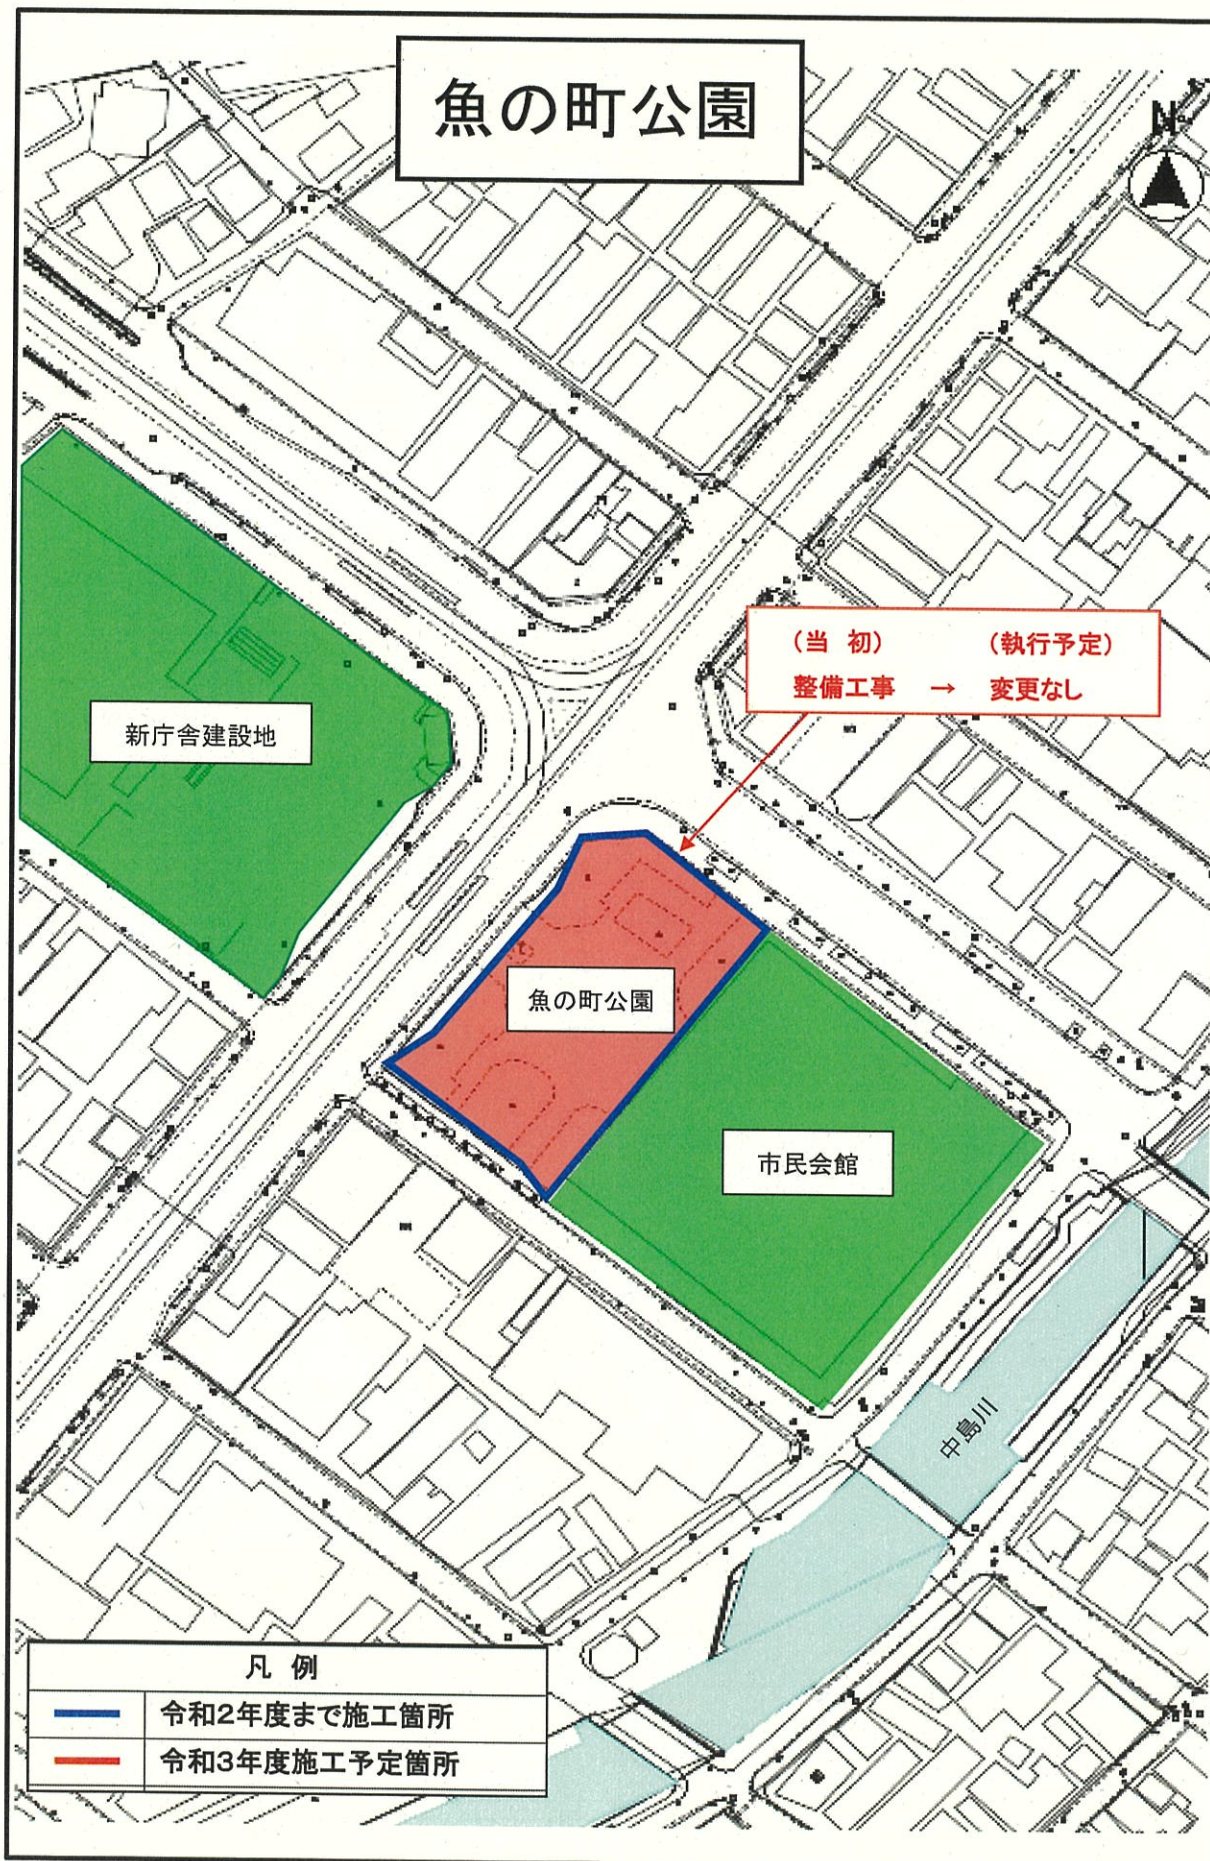 魚の町公園
N
（当 初） （執行予定）
整備工事 → 変更なし
新庁舎建設地
魚の町公園
市民会館
中島川
凡 例
令和2年度まで施工箇所
令和3年度施工予定箇所